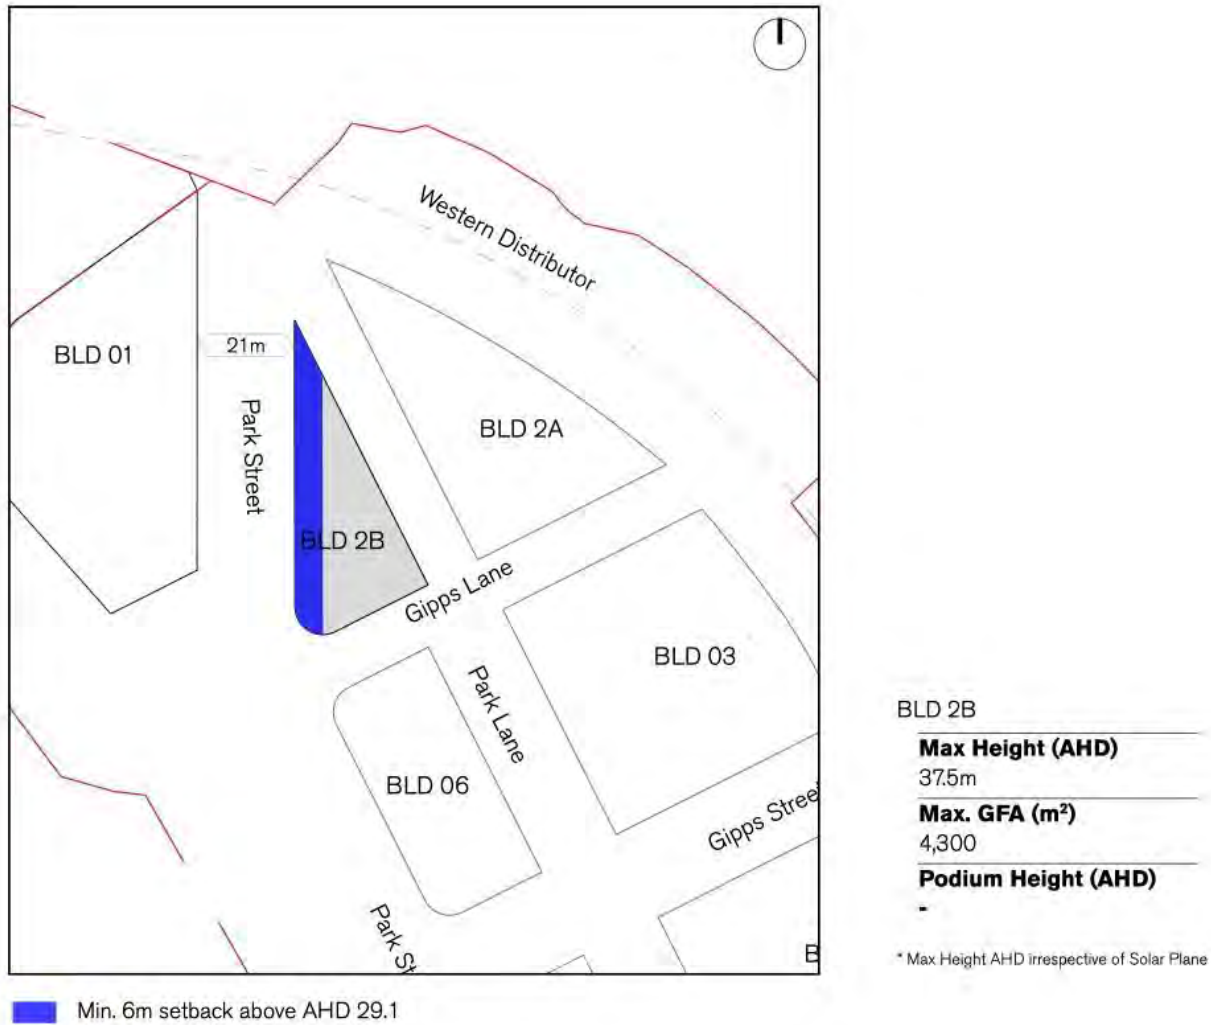 Western Distributor
21m
BLD 01
Park Street
BLD 2A
BLD 2B
Gipps Lane
BLD 03
Park Lane
BLD 06
Gipps Street
Park St
B
BLD 2B
Max Height (AHD)
37.5m
Max. GFA (m²)
4,300
Podium Height (AHD)
-
* Max Height AHD irrespective of Solar Plane
Min. 6m setback above AHD 29.1